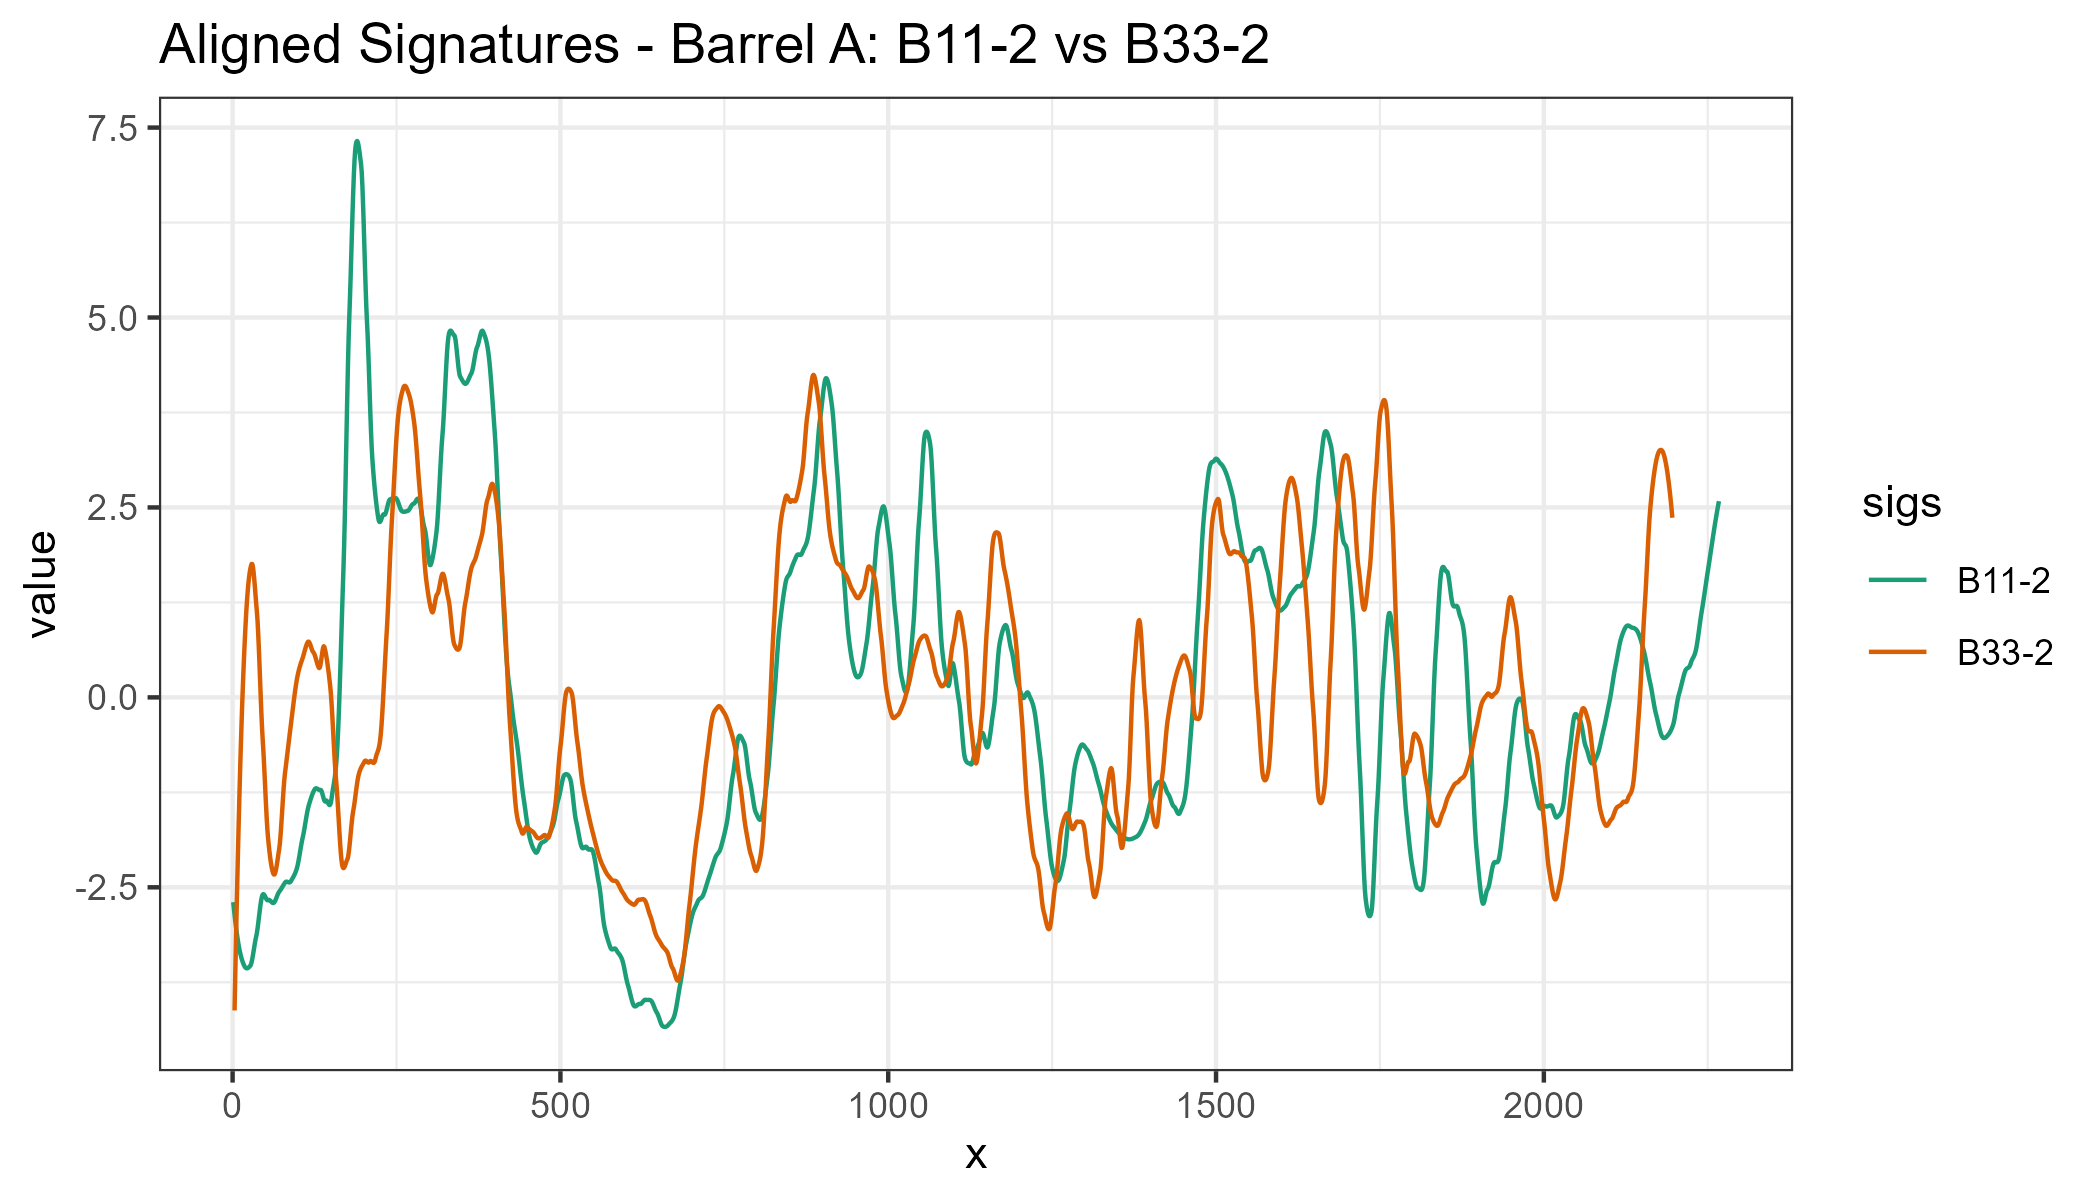 Aligned Signatures - Barrel A: B11-2 vs B33-2
7.5
5.0
2.5
0.0
-2.5
value
0 500 1000 1500 2000
x
sigs
B11-2
B33-2